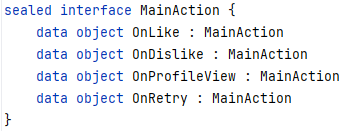 sealed interface MainAction {
    data object OnLike : MainAction
    data object OnDislike : MainAction
    data object OnProfileView : MainAction
    data object OnRetry : MainAction
}